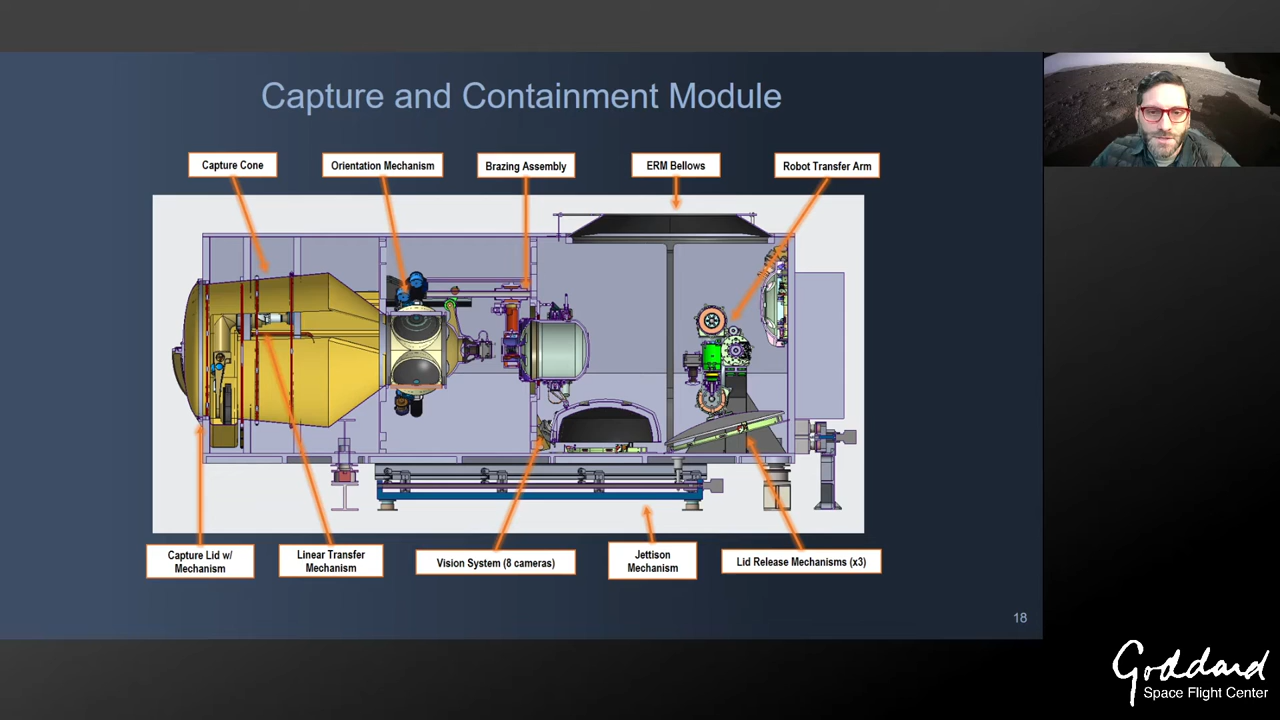 Capture and Containment Module
Capture Cone
Orientation Mechanism
Brazing Assembly
ERM Bellows
Robot Transfer Arm
Capture Lid w/
Mechanism
Linear Transfer
Mechanism
Vision System (8 cameras)
Jettison
Mechanism
Lid Release Mechanisms (x3)
18
Goddard
Space Flight Center